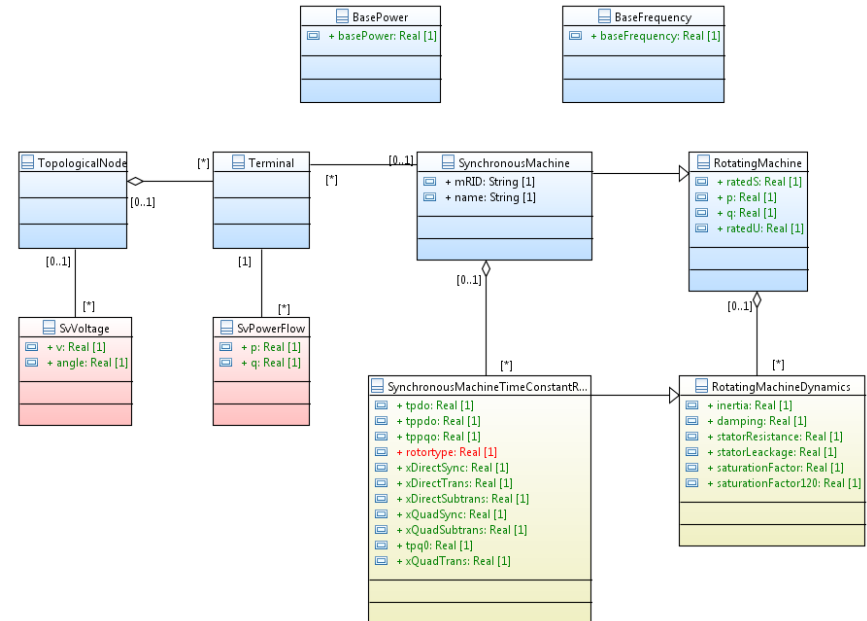 BasePower
+ basePower: Real [1]
BaseFrequency
+ baseFrequency: Real [1]
TopologicalNode
[*]
[0..1]
Terminal
[0..1]
[*]
SynchronousMachine
+ mRID: String [1]
+ name: String [1]
RotatingMachine
+ ratedS: Real [1]
+ p: Real [1]
+ q: Real [1]
+ ratedU: Real [1]
[0..1]
[*]
[1]
[*]
[0..1]
[*]
[0..1]
[*]
SvVoltage
+ v: Real [1]
+ angle: Real [1]
SvPowerFlow
+ p: Real [1]
+ q: Real [1]
SynchronousMachineTimeConstantR...
+ tpdo: Real [1]
+ tppdo: Real [1]
+ tppqo: Real [1]
+ rotortype: Real [1]
+ xDirectSync: Real [1]
+ xDirectTrans: Real [1]
+ xDirectSubtrans: Real [1]
+ xQuadSync: Real [1]
+ xQuadSubtrans: Real [1]
+ tpq0: Real [1]
+ xQuadTrans: Real [1]
RotatingMachineDynamics
+ inertia: Real [1]
+ damping: Real [1]
+ statorResistance: Real [1]
+ statorLeackage: Real [1]
+ saturationFactor: Real [1]
+ saturationFactor120: Real [1]